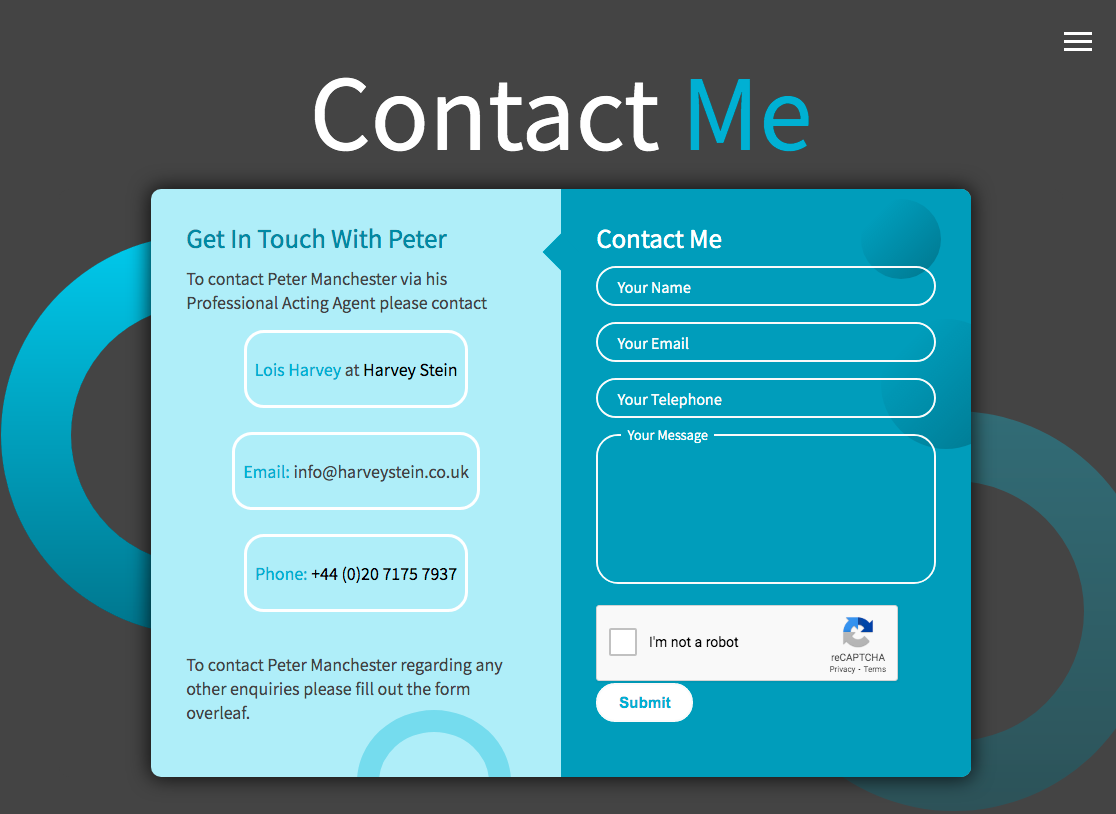 Contact Me
Get In Touch With Peter
To contact Peter Manchester via his
Professional Acting Agent please contact
Lois Harvey at Harvey Stein
Email: info@harveystein.co.uk
Phone: +44 (0)20 7175 7937
To contact Peter Manchester regarding any
other enquiries please fill out the form
overleaf.
Contact Me
Your Name
Your Email
Your Telephone
Your Message
I'm not a robot
reCAPTCHA
Privacy - Terms
Submit